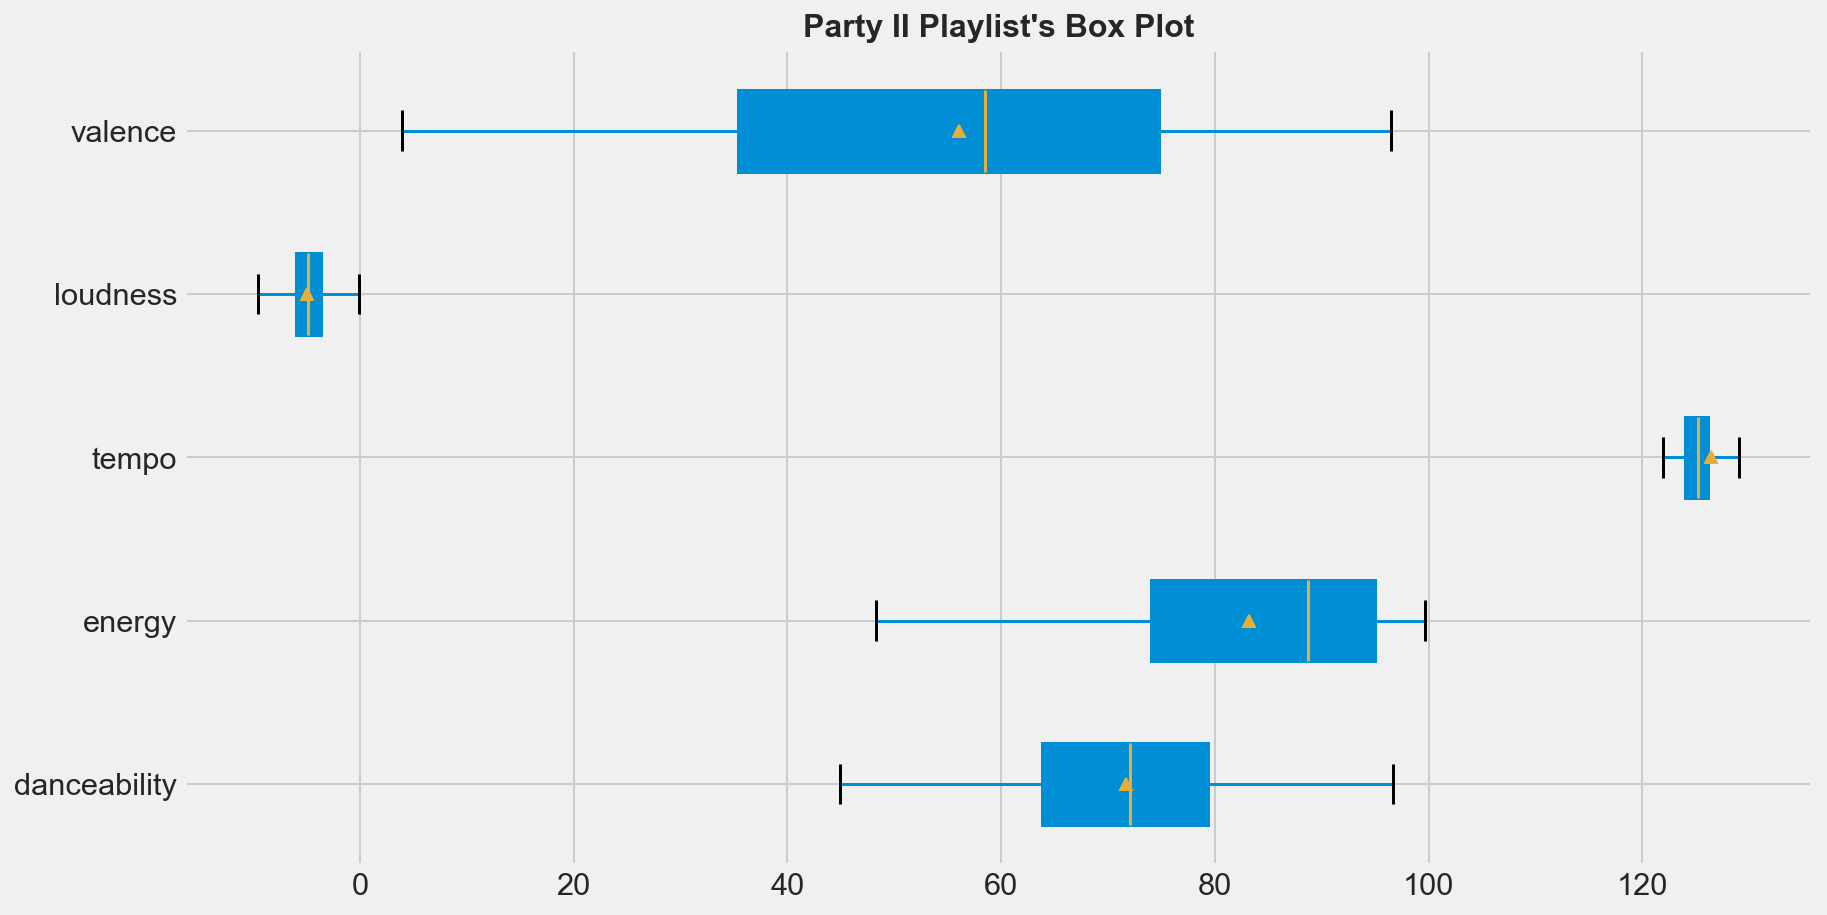 Party II Playlist's Box Plot
valence
loudness
tempo
energy
danceability
0 20 40 60 80 100 120